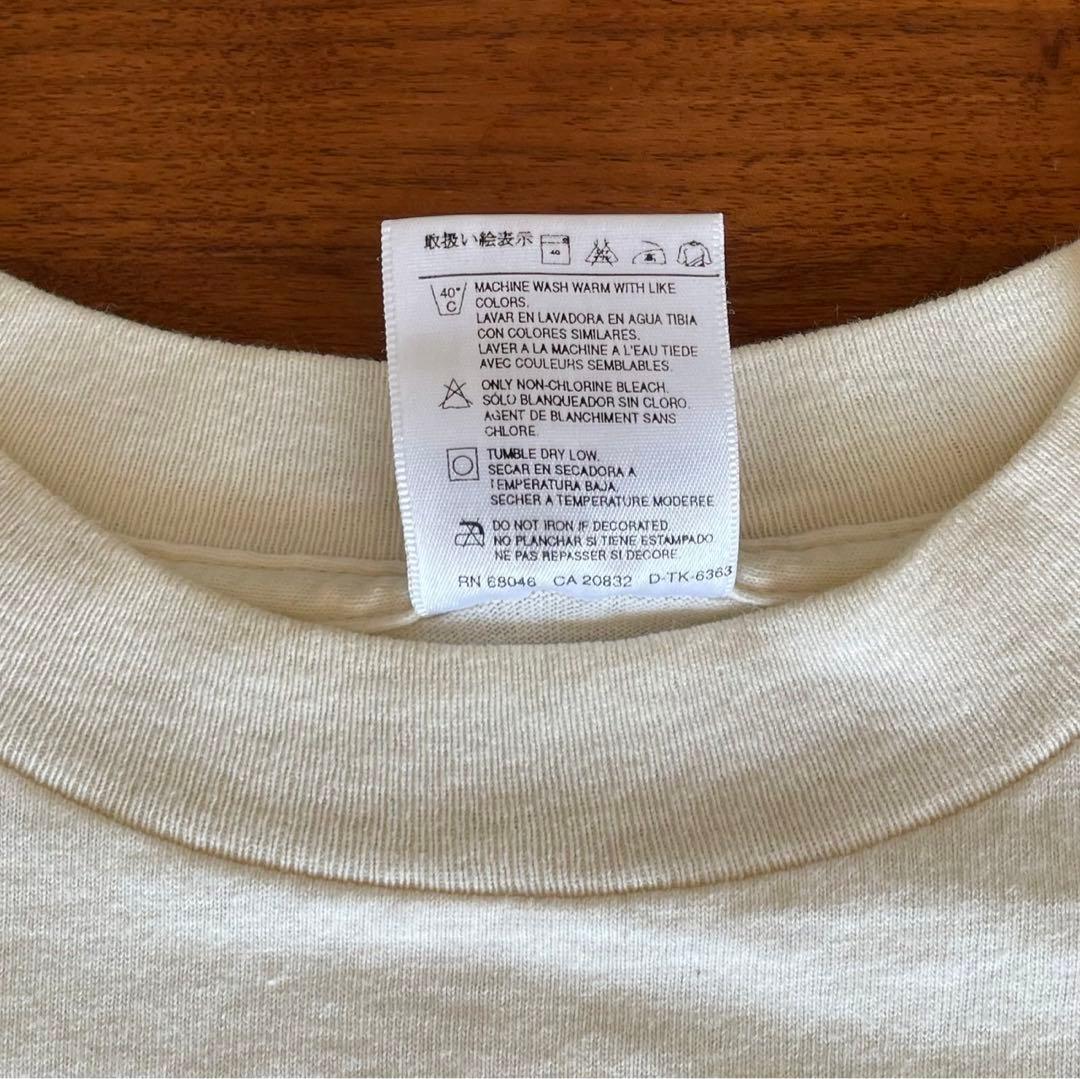 取扱い絵表示
40
40°
C
MACHINE WASH WARM WITH LIKE
COLORS.
LAVAR EN LAVADORA EN AGUA TIBIA
CON COLORES SIMILARES.
LAVER A LA MACHINE A L'EAU TIEDE
AVEC COULEURS SEMBLABLES.
ONLY NON-CHLORINE BLEACH.
SÓLO BLANQUEADOR SIN CLORO.
AGENT DE BLANCHIMENT SANS
CHLORE.
TUMBLE DRY LOW.
SECAR EN SECADORA A
TEMPERATURA BAJA.
SECHER A TEMPERATURE MODEREE
DO NOT IRON IF DECORATED.
NO PLANCHAR SI TIENE ESTAMPADO
NE PAS REPASSER SI DECORE
RN 68046 CA 20832 D-TK-6363